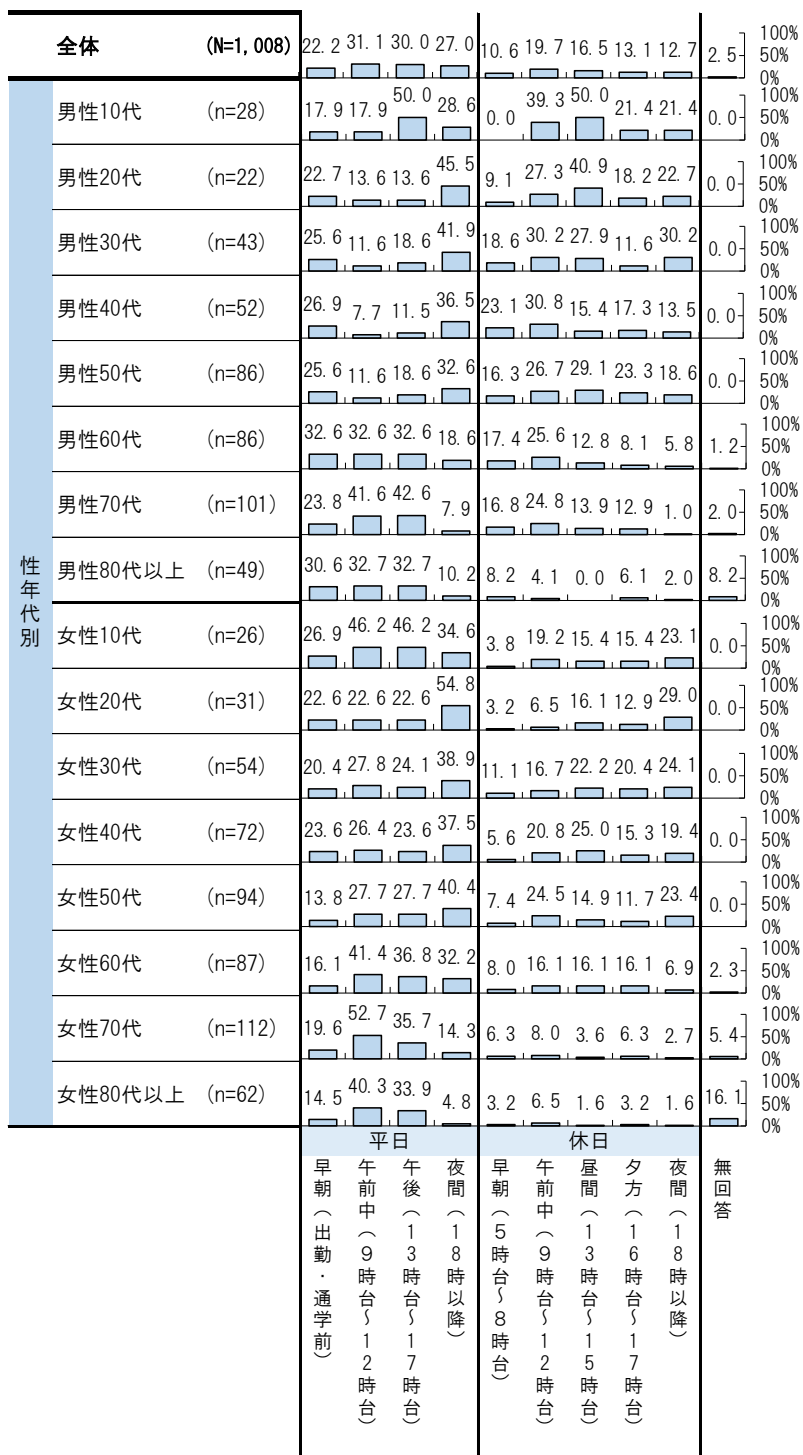 全体 (N=1,008) 22.2 31.1 30.0 27.0 10.6 19.7 16.5 13.1 12.7 2.5 100% 50% 0%
男性10代 (n=28) 17.9 17.9 50.0 28.6 0.0 39.3 50.0 21.4 21.4 0.0 100% 50% 0%
男性20代 (n=22) 22.7 13.6 13.6 45.5 9.1 27.3 40.9 18.2 22.7 0.0 100% 50% 0%
男性30代 (n=43) 25.6 11.6 18.6 41.9 18.6 30.2 27.9 11.6 30.2 0.0 100% 50% 0%
男性40代 (n=52) 26.9 7.7 11.5 36.5 23.1 30.8 15.4 17.3 13.5 0.0 100% 50% 0%
男性50代 (n=86) 25.6 11.6 18.6 32.6 16.3 26.7 29.1 23.3 18.6 0.0 100% 50% 0%
男性60代 (n=86) 32.6 32.6 32.6 18.6 17.4 25.6 12.8 8.1 5.8 1.2 100% 50% 0%
男性70代 (n=101) 23.8 41.6 42.6 7.9 16.8 24.8 13.9 12.9 1.0 2.0 100% 50% 0%
性年代別
男性80代以上 (n=49) 30.6 32.7 32.7 10.2 8.2 4.1 0.0 6.1 2.0 8.2 100% 50% 0%
女性10代 (n=26) 26.9 46.2 46.2 34.6 3.8 19.2 15.4 15.4 23.1 0.0 100% 50% 0%
女性20代 (n=31) 22.6 22.6 22.6 54.8 3.2 6.5 16.1 12.9 29.0 0.0 100% 50% 0%
女性30代 (n=54) 20.4 27.8 24.1 38.9 11.1 16.7 22.2 20.4 24.1 0.0 100% 50% 0%
女性40代 (n=72) 23.6 26.4 23.6 37.5 5.6 20.8 25.0 15.3 19.4 0.0 100% 50% 0%
女性50代 (n=94) 13.8 27.7 27.7 40.4 7.4 24.5 14.9 11.7 23.4 0.0 100% 50% 0%
女性60代 (n=87) 16.1 41.4 36.8 32.2 8.0 16.1 16.1 16.1 6.9 2.3 100% 50% 0%
女性70代 (n=112) 19.6 52.7 35.7 14.3 6.3 8.0 3.6 6.3 2.7 5.4 100% 50% 0%
女性80代以上 (n=62) 14.5 40.3 33.9 4.8 3.2 6.5 1.6 3.2 1.6 16.1 100% 50% 0%
平日 休日
早朝(出勤・通学前)
午前中(9時台~12時台)
午後(13時台~17時台)
夜間(18時以降)
早朝(5時台~8時台)
午前中(9時台~12時台)
昼間(13時台~15時台)
夕方(16時台~17時台)
夜間(18時以降)
無回答